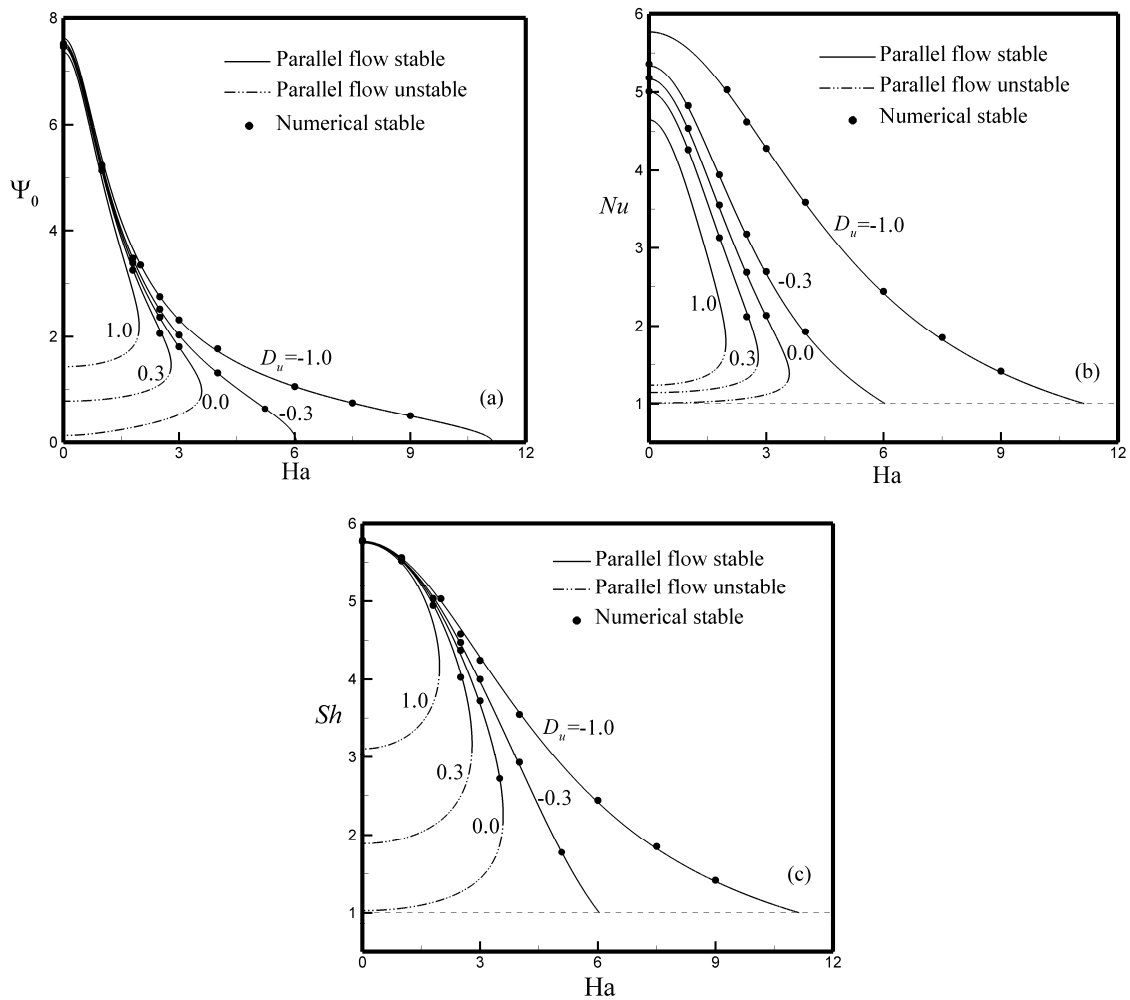 8
6
4
2
0
Ψ0
0
3
6
9
12
Ha
Parallel flow stable
Parallel flow unstable
Numerical stable
1.0
0.3
0.0
-0.3
Du=-1.0
(a)
6
5
4
3
2
1
Nu
0
3
6
9
12
Ha
Parallel flow stable
Parallel flow unstable
Numerical stable
Du=-1.0
-0.3
1.0
0.3
0.0
(b)
6
5
4
3
2
1
Sh
0
3
6
9
12
Ha
Parallel flow stable
Parallel flow unstable
Numerical stable
1.0
Du=-1.0
0.3
-0.3
0.0
(c)